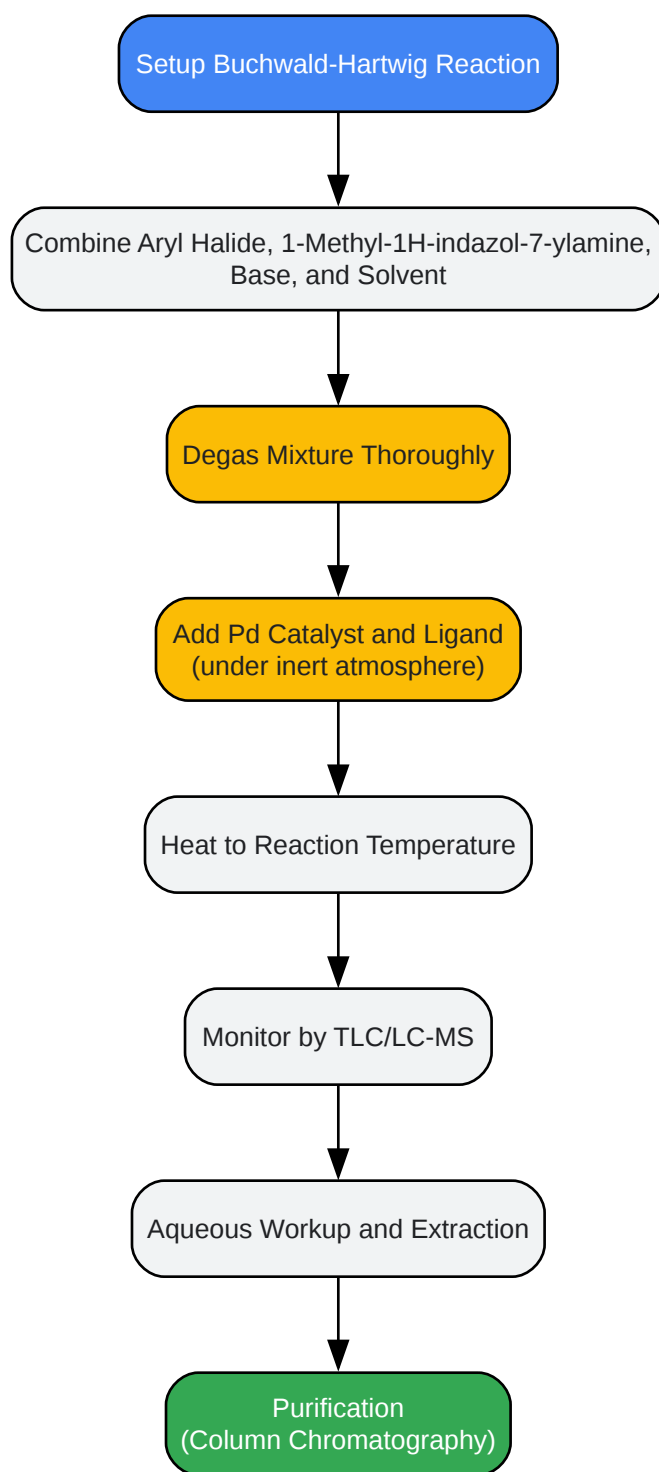 Setup Buchwald-Hartwig Reaction
Combine Aryl Halide, 1-Methyl-1H-indazol-7-ylamine,
Base, and Solvent
Degas Mixture Thoroughly
Add Pd Catalyst and Ligand
(under inert atmosphere)
Heat to Reaction Temperature
Monitor by TLC/LC-MS
Aqueous Workup and Extraction
Purification
(Column Chromatography)